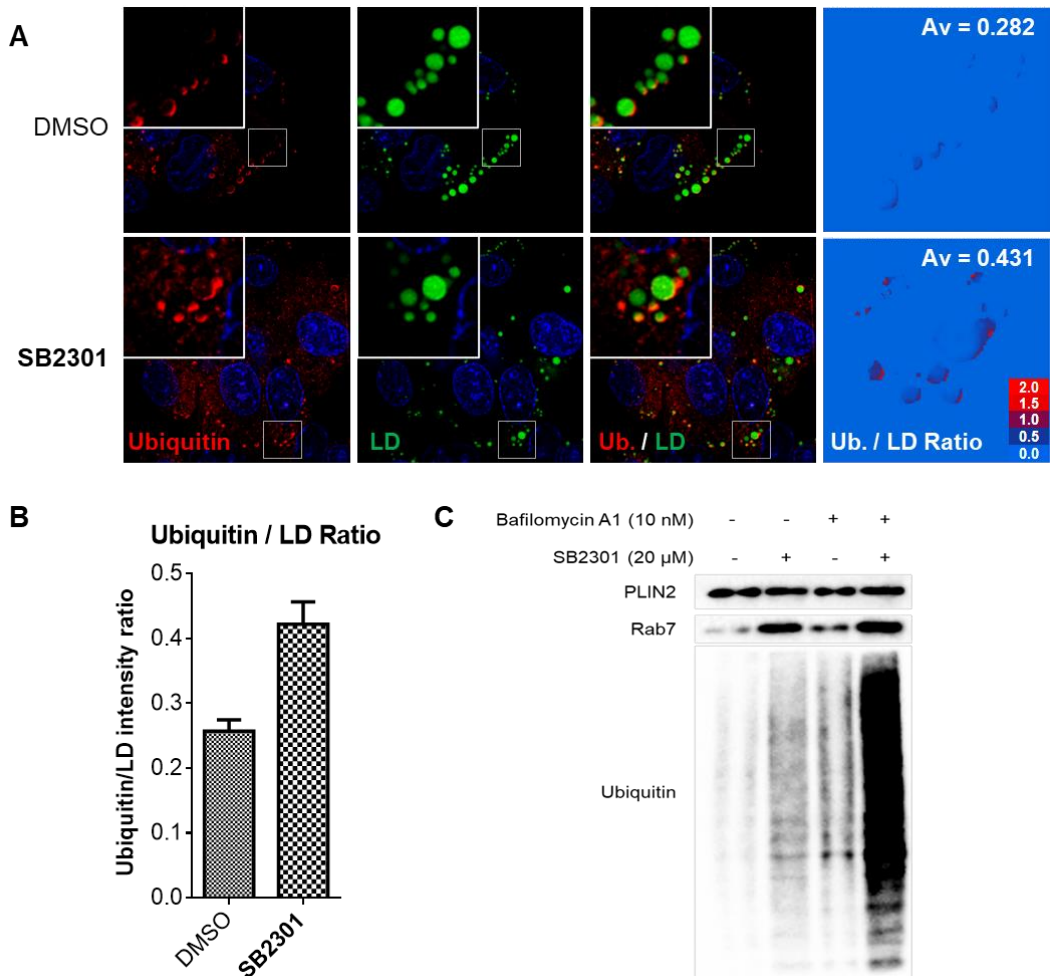 A
DMSO
Av = 0.282
SB2301
Ubiquitin
LD
Ub. / LD
Av = 0.431
2.0
1.5
1.0
0.5
0.0
Ub. / LD Ratio
B
Ubiquitin / LD Ratio
Ubiquitin/LD intensity ratio
0.5
0.4
0.3
0.2
0.1
0.0
DMSO
SB2301
C
Bafilomycin A1 (10 nM) - - + +
SB2301 (20 µM) - + - +
PLIN2
Rab7
Ubiquitin